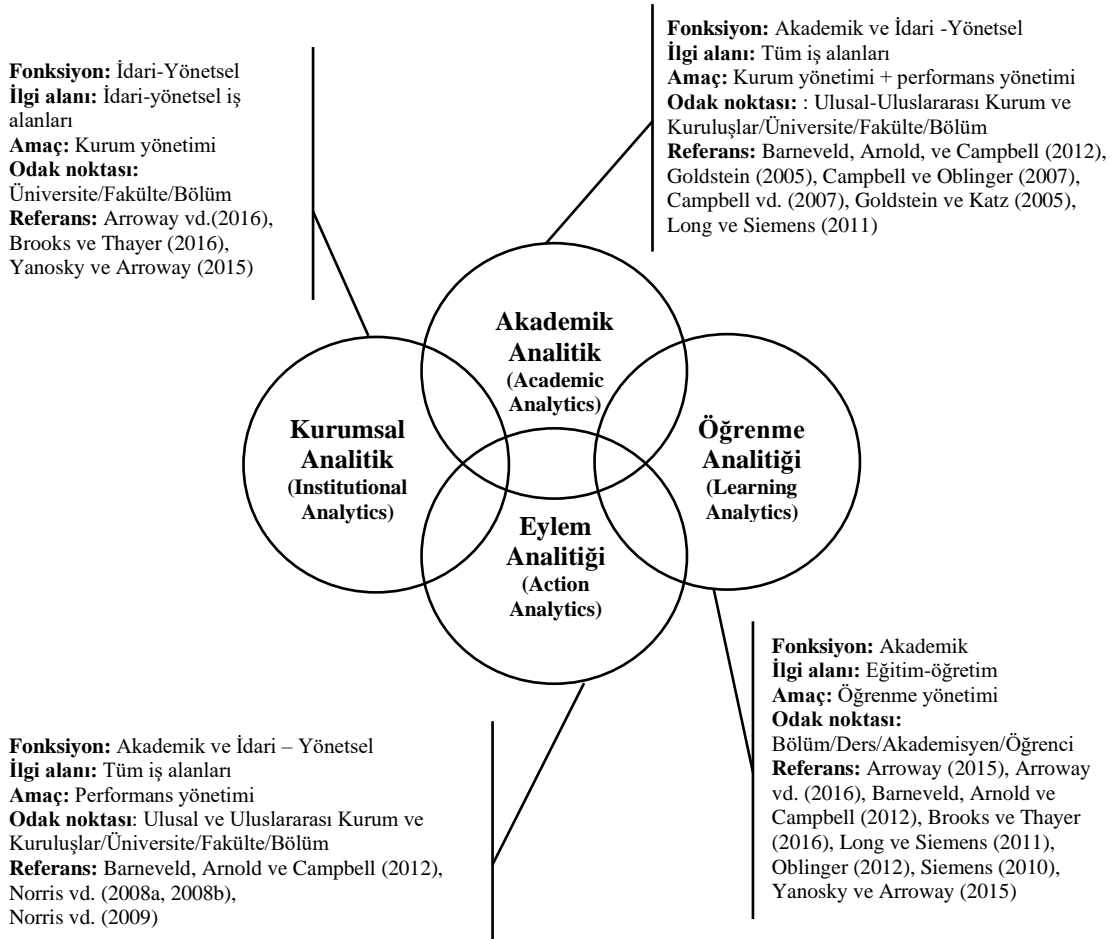 Fonksiyon: İdari-Yönetsel
İlgi alanı: İdari-yönetsel iş
alanları
Amaç: Kurum yönetimi
Odak noktası:
Üniversite/Fakülte/Bölüm
Referans: Arroway vd.(2016),
Brooks ve Thayer (2016),
Yanosky ve Arroway (2015)
Fonksiyon: Akademik ve İdari -Yönetsel
İlgi alanı: Tüm iş alanları
Amaç: Kurum yönetimi + performans yönetimi
Odak noktası: : Ulusal-Uluslararası Kurum ve
Kuruluşlar/Üniversite/Fakülte/Bölüm
Referans: Barneveld, Arnold, ve Campbell (2012),
Goldstein (2005), Campbell ve Oblinger (2007),
Campbell vd. (2007), Goldstein ve Katz (2005),
Long ve Siemens (2011)
Akademik
Analitik
(Academic
Analytics)
Kurumsal
Analitik
(Institutional
Analytics)
Öğrenme
Analitiği
(Learning
Analytics)
Eylem
Analitiği
(Action
Analytics)
Fonksiyon: Akademik ve İdari – Yönetsel
İlgi alanı: Tüm iş alanları
Amaç: Performans yönetimi
Odak noktası: Ulusal ve Uluslararası Kurum ve
Kuruluşlar/Üniversite/Fakülte/Bölüm
Referans: Barneveld, Arnold ve Campbell (2012),
Norris vd. (2008a, 2008b),
Norris vd. (2009)
Fonksiyon: Akademik
İlgi alanı: Eğitim-öğretim
Amaç: Öğrenme yönetimi
Odak noktası:
Bölüm/Ders/Akademisyen/Öğrenci
Referans: Arroway (2015), Arroway
vd. (2016), Barneveld, Arnold ve
Campbell (2012), Brooks ve Thayer
(2016), Long ve Siemens (2011),
Oblinger (2012), Siemens (2010),
Yanosky ve Arroway (2015)